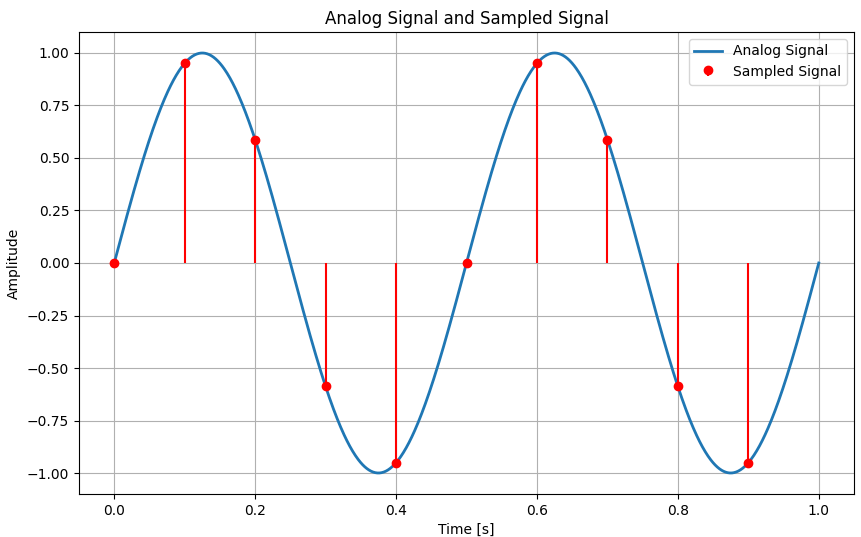 Analog Signal and Sampled Signal
Analog Signal
Sampled Signal
1.00
0.75
0.50
0.25
0.00
−0.25
−0.50
−0.75
−1.00
Amplitude
0.0 0.2 0.4 0.6 0.8 1.0
Time [s]